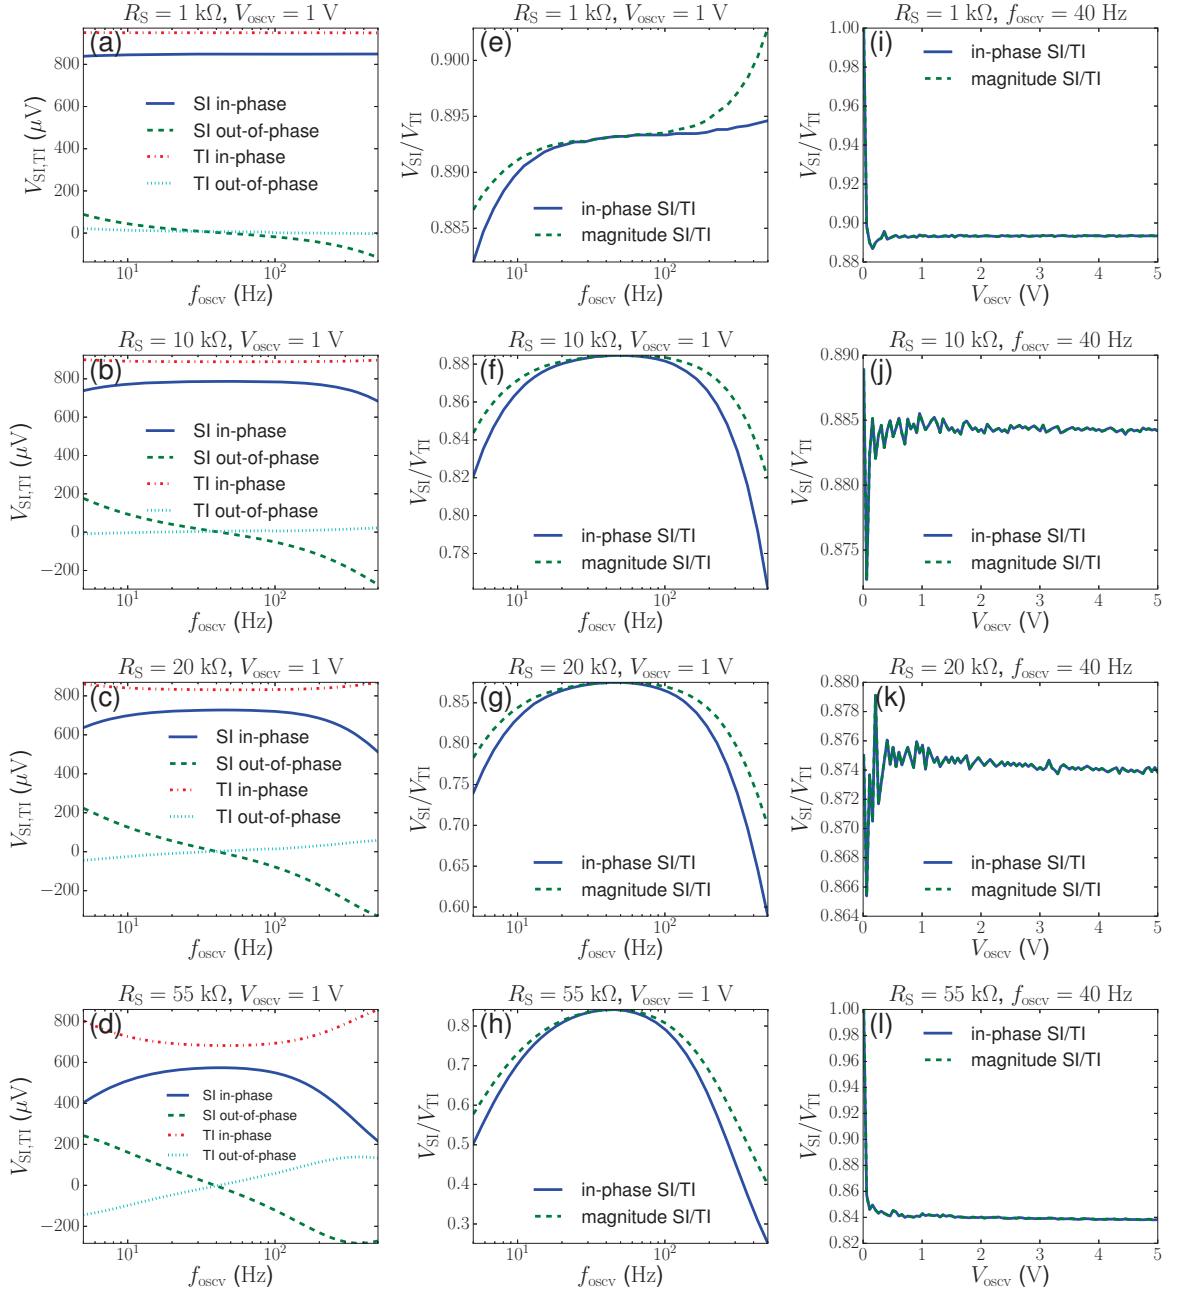 R_S = 1 kΩ, V_oscv = 1 V
(a)
800
600
400
200
0
V_SI,TI (μV)
SI in-phase
SI out-of-phase
TI in-phase
TI out-of-phase
10^1
10^2
f_oscv (Hz)
R_S = 1 kΩ, V_oscv = 1 V
(e)
0.900
0.895
0.890
0.885
V_SI/V_TI
in-phase SI/TI
magnitude SI/TI
10^1
10^2
f_oscv (Hz)
R_S = 1 kΩ, f_oscv = 40 Hz
(i)
1.00
0.98
0.96
0.94
0.92
0.90
0.88
V_SI/V_TI
in-phase SI/TI
magnitude SI/TI
0 1 2 3 4 5
V_oscv (V)
R_S = 10 kΩ, V_oscv = 1 V
(b)
800
600
400
200
0
−200
V_SI,TI (μV)
SI in-phase
SI out-of-phase
TI in-phase
TI out-of-phase
10^1
10^2
f_oscv (Hz)
R_S = 10 kΩ, V_oscv = 1 V
(f)
0.88
0.86
0.84
0.82
0.80
0.78
V_SI/V_TI
in-phase SI/TI
magnitude SI/TI
10^1
10^2
f_oscv (Hz)
R_S = 10 kΩ, f_oscv = 40 Hz
(j)
0.890
0.885
0.880
0.875
V_SI/V_TI
in-phase SI/TI
magnitude SI/TI
0 1 2 3 4 5
V_oscv (V)
R_S = 20 kΩ, V_oscv = 1 V
(c)
800
600
400
200
0
−200
V_SI,TI (μV)
SI in-phase
SI out-of-phase
TI in-phase
TI out-of-phase
10^1
10^2
f_oscv (Hz)
R_S = 20 kΩ, V_oscv = 1 V
(g)
0.85
0.80
0.75
0.70
0.65
0.60
V_SI/V_TI
in-phase SI/TI
magnitude SI/TI
10^1
10^2
f_oscv (Hz)
R_S = 20 kΩ, f_oscv = 40 Hz
(k)
0.880
0.878
0.876
0.874
0.872
0.870
0.868
0.866
0.864
V_SI/V_TI
in-phase SI/TI
magnitude SI/TI
0 1 2 3 4 5
V_oscv (V)
R_S = 55 kΩ, V_oscv = 1 V
(d)
800
600
400
200
0
−200
V_SI,TI (μV)
SI in-phase
SI out-of-phase
TI in-phase
TI out-of-phase
10^1
10^2
f_oscv (Hz)
R_S = 55 kΩ, V_oscv = 1 V
(h)
0.8
0.7
0.6
0.5
0.4
0.3
V_SI/V_TI
in-phase SI/TI
magnitude SI/TI
10^1
10^2
f_oscv (Hz)
R_S = 55 kΩ, f_oscv = 40 Hz
(l)
1.00
0.98
0.96
0.94
0.92
0.90
0.88
0.86
0.84
0.82
V_SI/V_TI
in-phase SI/TI
magnitude SI/TI
0 1 2 3 4 5
V_oscv (V)